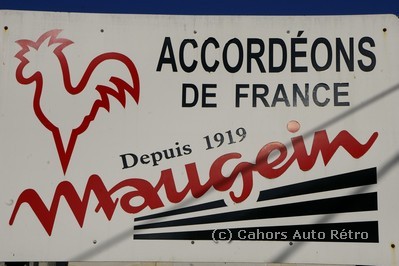 ACCORDÉONS
DE FRANCE
Depuis 1919
Maugein
(c) Cahors Auto Rétro